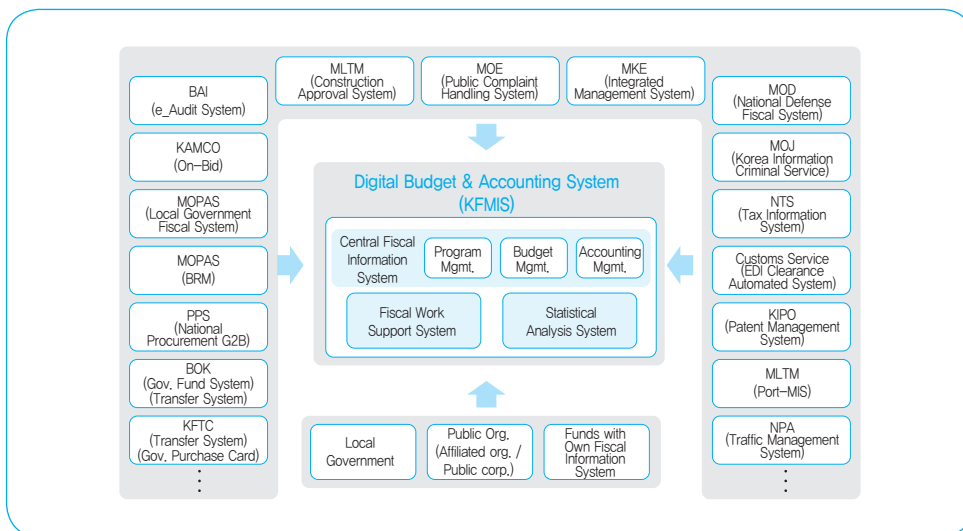 MLTM
(Construction
Approval System)
MOE
(Public Complaint
Handling System)
MKE
(Integrated
Management System)
BAI
(e_Audit System)
KAMCO
(On-Bid)
MOPAS
(Local Government
Fiscal System)
MOPAS
(BRM)
PPS
(National
Procurement G2B)
BOK
(Gov. Fund System)
(Transfer System)
KFTC
(Transfer System)
(Gov. Purchase Card)
Digital Budget & Accounting System
(KFMIS)
Central Fiscal
Information
System
Program
Mgmt.
Budget
Mgmt.
Accounting
Mgmt.
Fiscal Work
Support System
Statistical
Analysis System
Local
Government
Public Org.
(Affiliated org. /
Public corp.)
Funds with
Own Fiscal
Information
System
MOD
(National Defense
Fiscal System)
MOJ
(Korea Information
Criminal Service)
NTS
(Tax Information
System)
Customs Service
(EDI Clearance
Automated System)
KIPO
(Patent Management
System)
MLTM
(Port-MIS)
NPA
(Traffic Management
System)